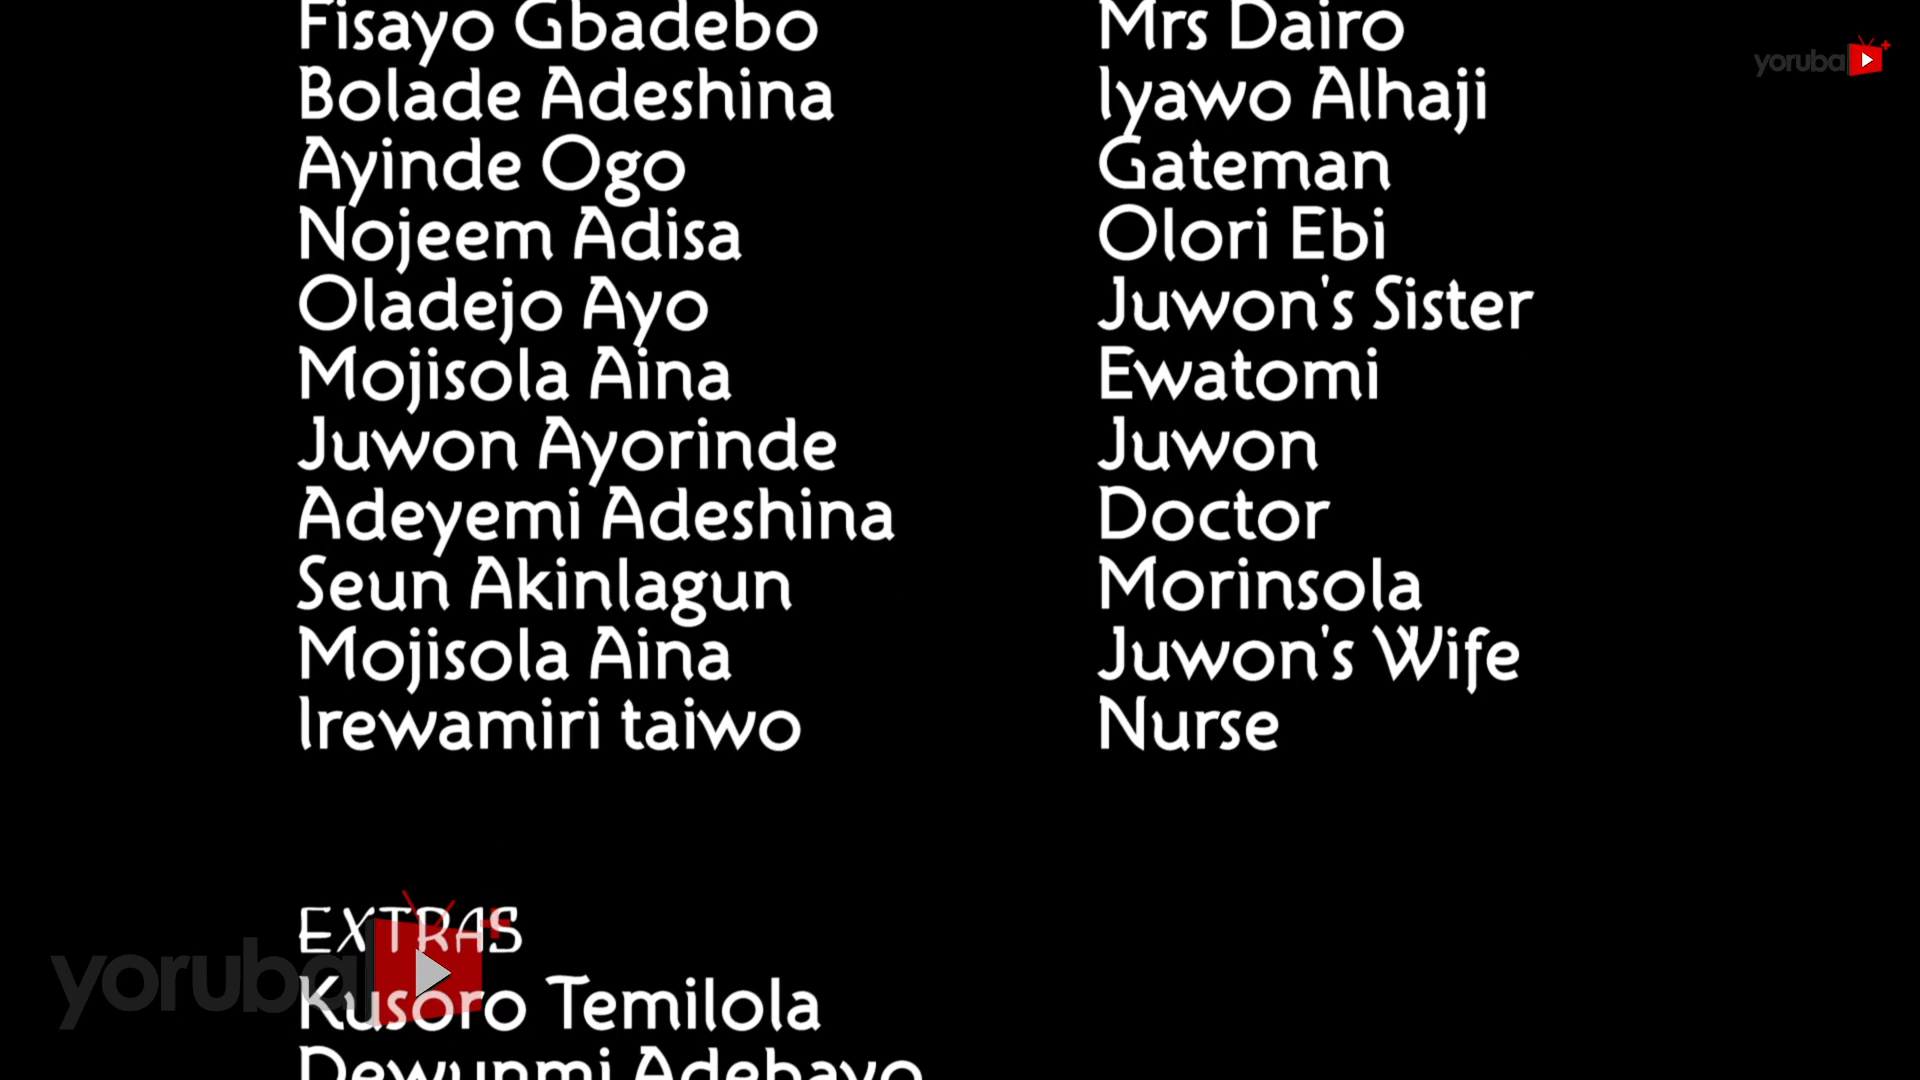 Fisayo Gbadebo Mrs Dairo
yoruba
Bolade Adeshina Iyawo Alhaji
Ayinde Ogo Gateman
Nojeem Adisa Olori Ebi
Oladejo Ayo Juwon's Sister
Mojisola Aina Ewatomi
Juwon Ayorinde Juwon
Adeyemi Adeshina Doctor
Seun Akinlagun Morinsola
Mojisola Aina Juwon's Wife
Irewamiri taiwo Nurse
EXTRAS
yoruba
Kusoro Temilola
Dewunmi Adebayo